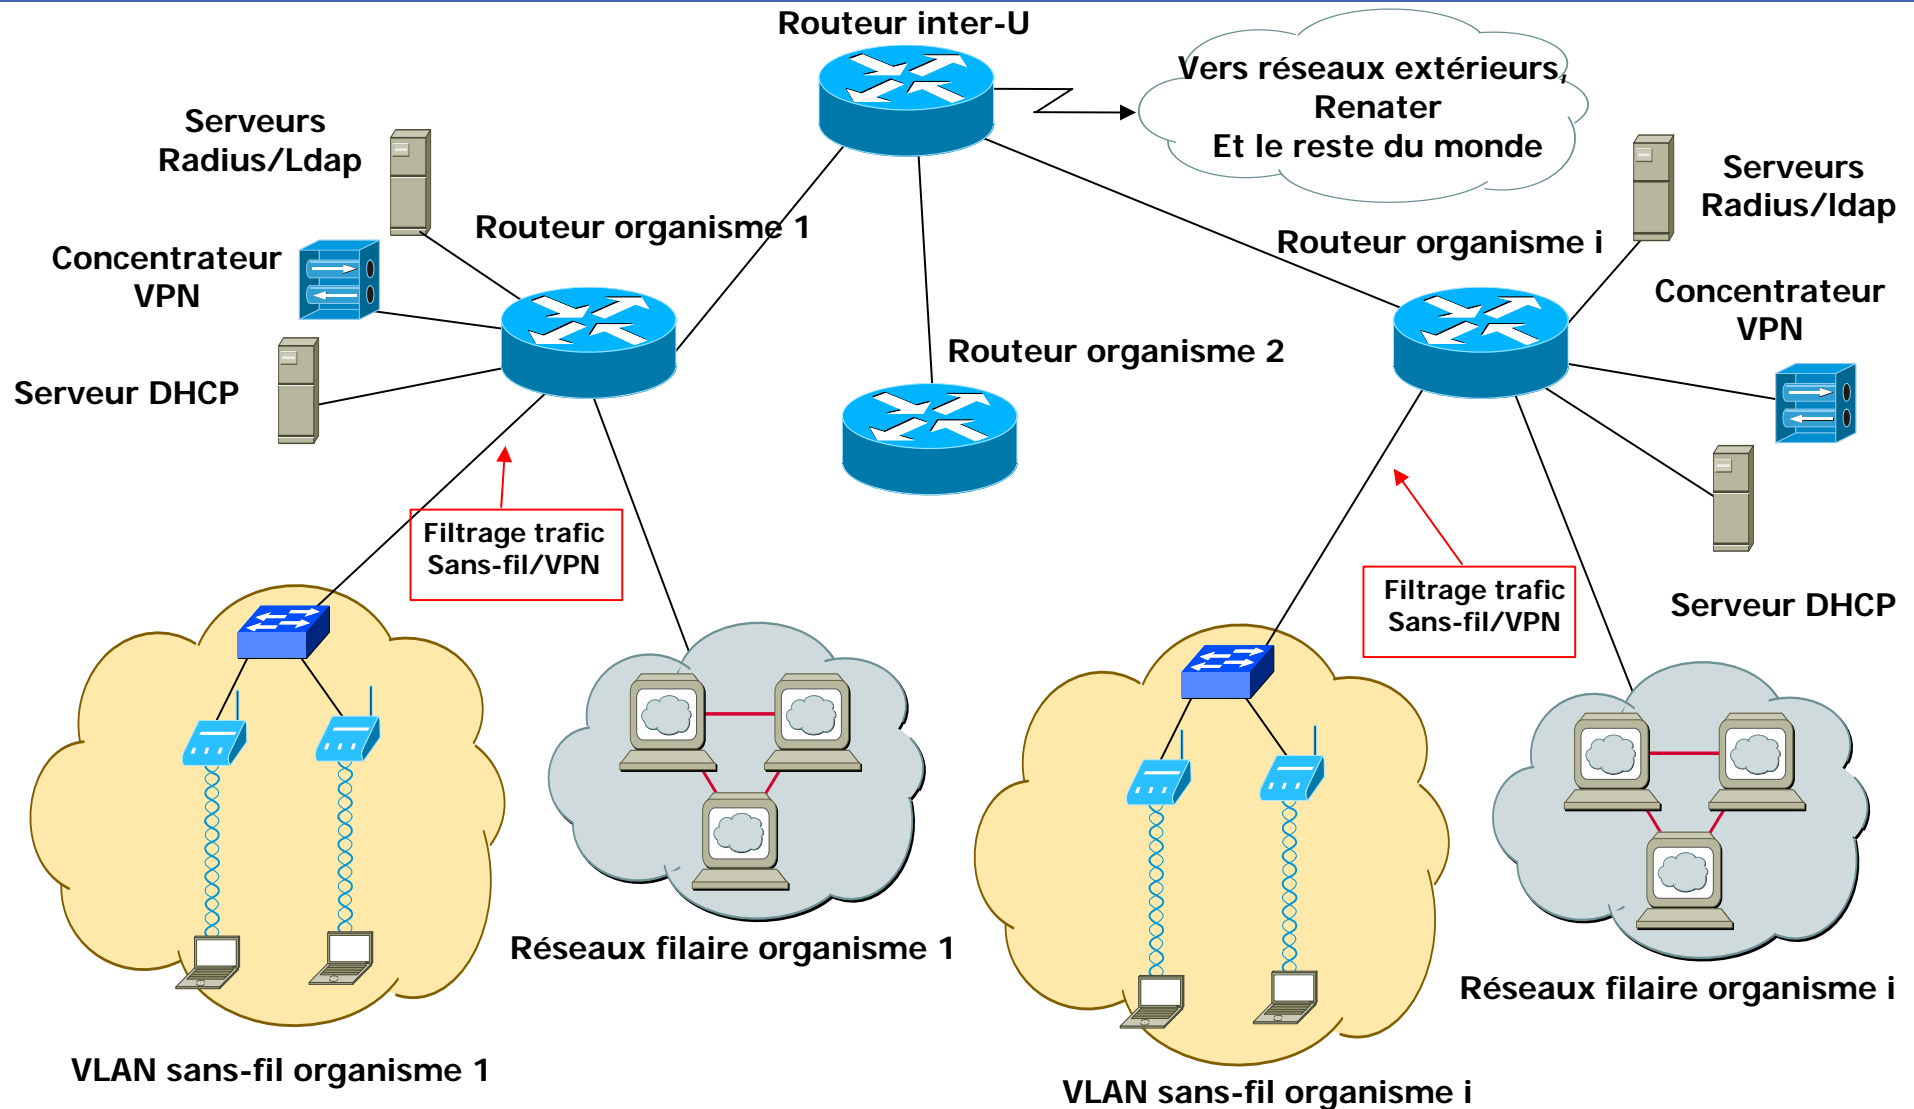 Routeur inter-U
Vers réseaux extérieurs,
Renater
Et le reste du monde
Serveurs
Radius/Ldap
Serveurs
Radius/ldap
Routeur organisme 1
Routeur organisme i
Concentrateur
VPN
Concentrateur
VPN
Routeur organisme 2
Serveur DHCP
Filtrage trafic
Sans-fil/VPN
Filtrage trafic
Sans-fil/VPN
Serveur DHCP
Réseaux filaire organisme 1
Réseaux filaire organisme i
VLAN sans-fil organisme 1
VLAN sans-fil organisme i